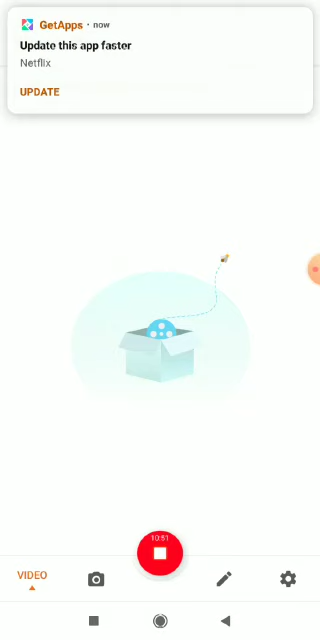 GetApps • now
Update this app faster
Netflix
UPDATE
10:51
VIDEO